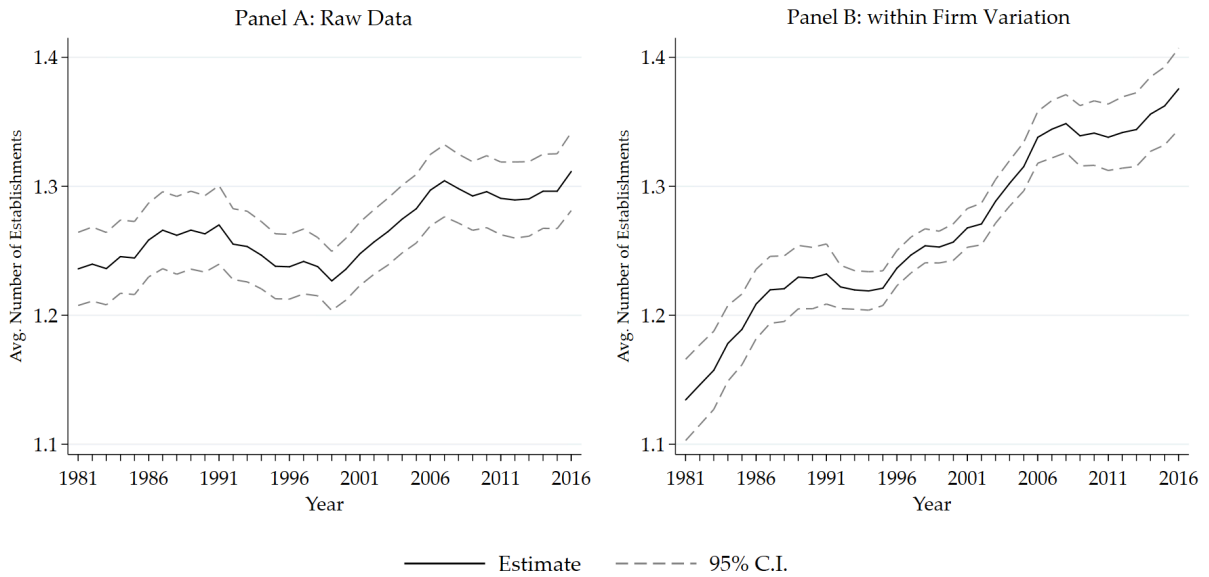 Panel A: Raw Data
Avg. Number of Establishments
1.4
1.3
1.2
1.1
1981 1986 1991 1996 2001 2006 2011 2016
Year
Panel B: within Firm Variation
Avg. Number of Establishments
1.4
1.3
1.2
1.1
1981 1986 1991 1996 2001 2006 2011 2016
Year
Estimate 95% C.I.